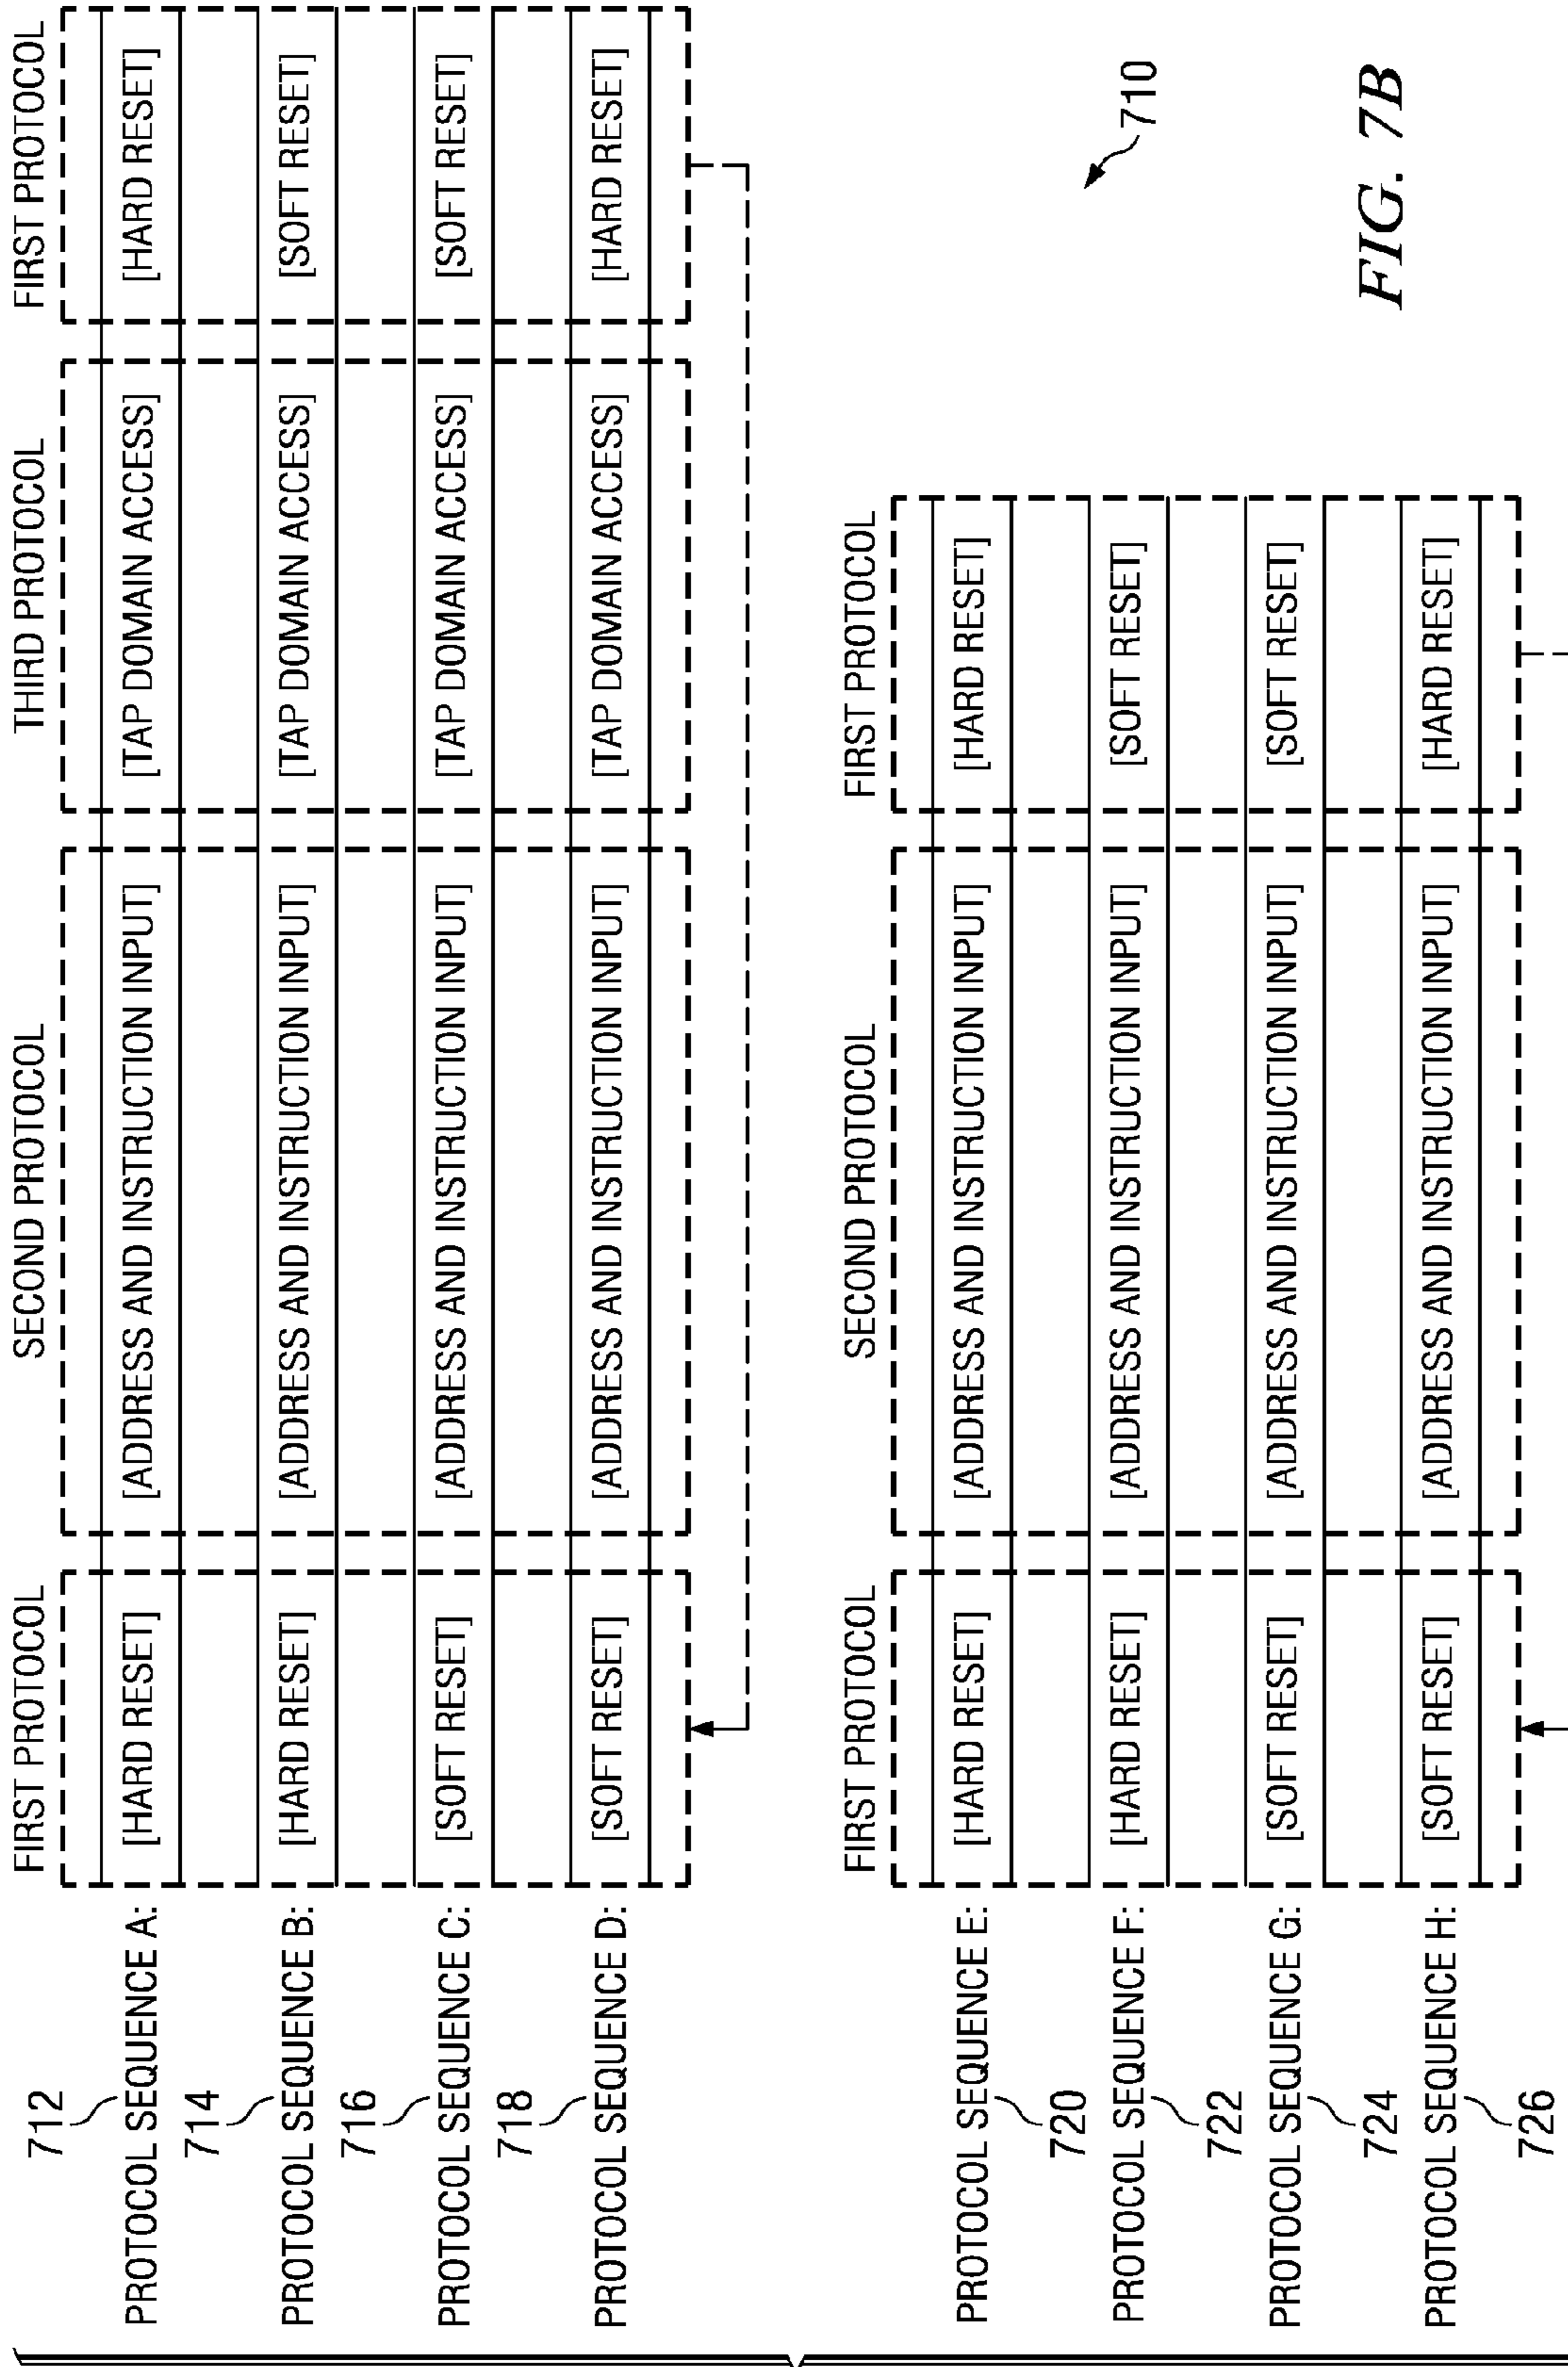 FIRST PROTOCOL SECOND PROTOCOL THIRD PROTOCOL FIRST PROTOCOL
712
PROTOCOL SEQUENCE A: [HARD RESET] [ADDRESS AND INSTRUCTION INPUT] [TAP DOMAIN ACCESS] [HARD RESET]
714
PROTOCOL SEQUENCE B: [HARD RESET] [ADDRESS AND INSTRUCTION INPUT] [TAP DOMAIN ACCESS] [SOFT RESET]
716
PROTOCOL SEQUENCE C: [SOFT RESET] [ADDRESS AND INSTRUCTION INPUT] [TAP DOMAIN ACCESS] [SOFT RESET]
718
PROTOCOL SEQUENCE D: [SOFT RESET] [ADDRESS AND INSTRUCTION INPUT] [TAP DOMAIN ACCESS] [HARD RESET]
FIRST PROTOCOL SECOND PROTOCOL FIRST PROTOCOL
PROTOCOL SEQUENCE E: [HARD RESET] [ADDRESS AND INSTRUCTION INPUT] [HARD RESET]
720
PROTOCOL SEQUENCE F: [HARD RESET] [ADDRESS AND INSTRUCTION INPUT] [SOFT RESET]
722
PROTOCOL SEQUENCE G: [SOFT RESET] [ADDRESS AND INSTRUCTION INPUT] [SOFT RESET]
724
PROTOCOL SEQUENCE H: [SOFT RESET] [ADDRESS AND INSTRUCTION INPUT] [HARD RESET]
726
710
FIG. 7B